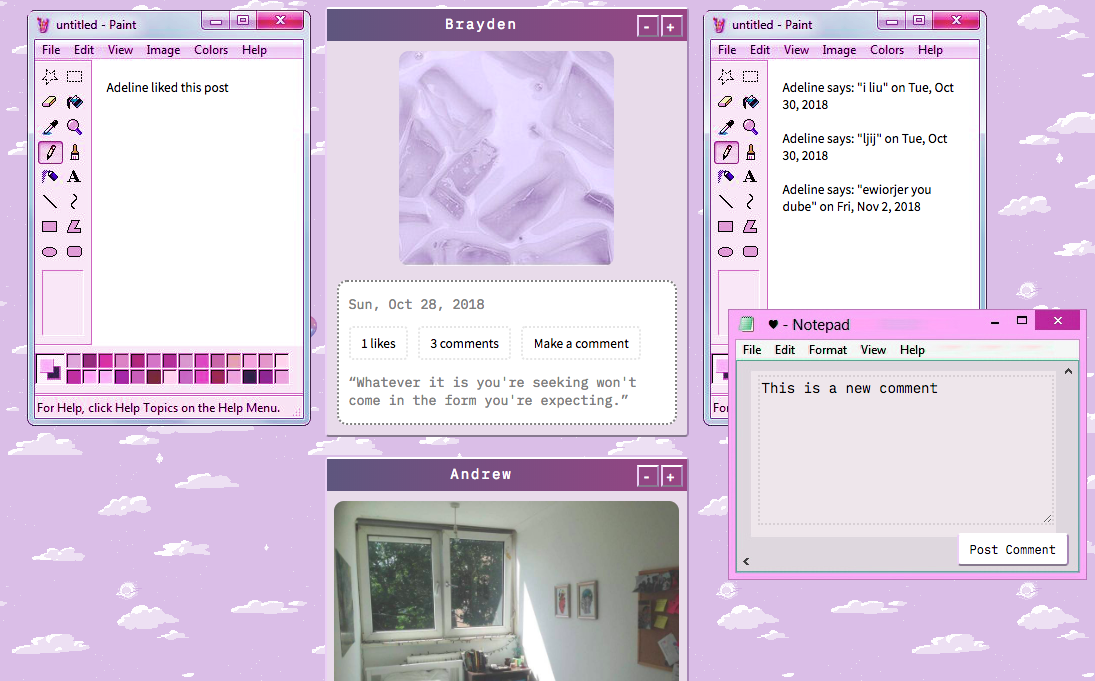 untitled - Paint
File Edit View Image Colors Help
Adeline liked this post
A
For Help, click Help Topics on the Help Menu.
Brayden
- +
Sun, Oct 28, 2018
1 likes
3 comments
Make a comment
“Whatever it is you're seeking won't
come in the form you're expecting.”
Andrew
- +
untitled - Paint
File Edit View Image Colors Help
Adeline says: "i liu" on Tue, Oct
30, 2018
Adeline says: "ljij" on Tue, Oct
30, 2018
Adeline says: "ewiorjer you
dube" on Fri, Nov 2, 2018
A
For
♥ - Notepad
File Edit Format View Help
This is a new comment
Post Comment